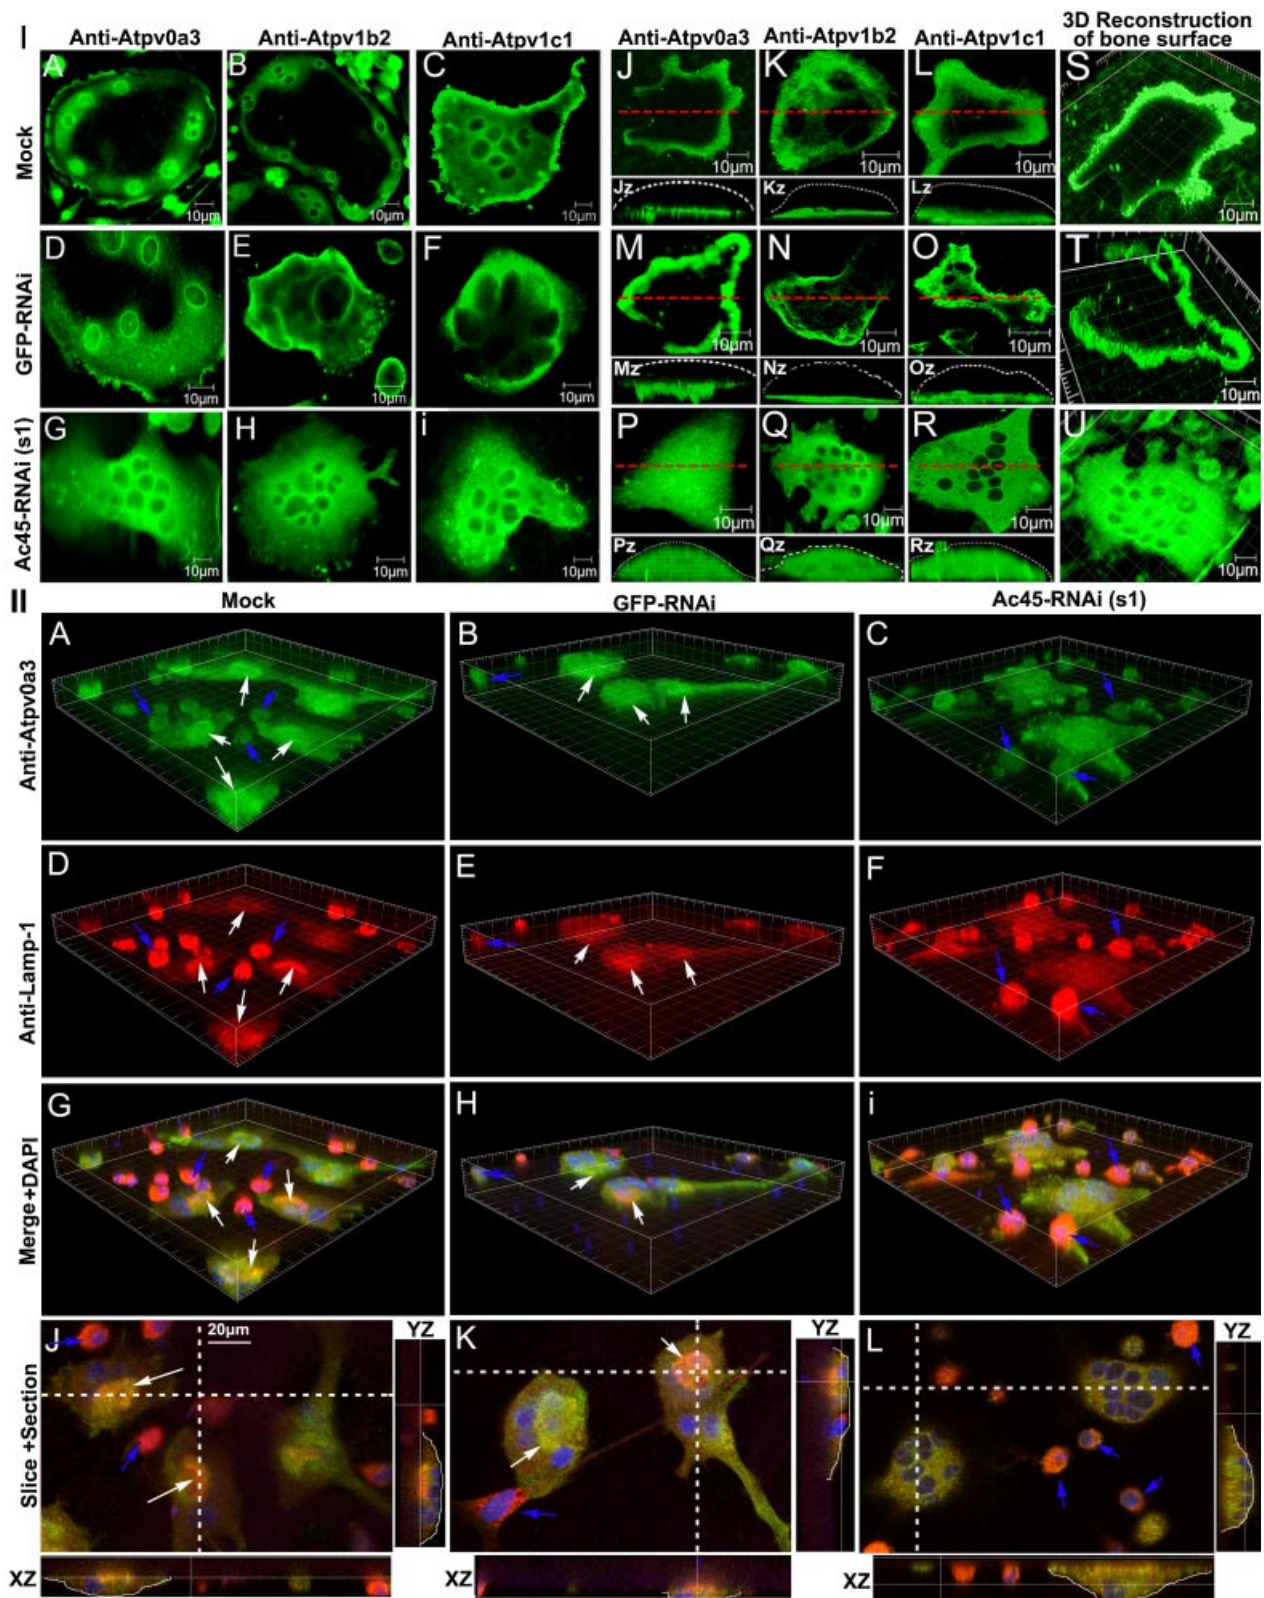 I
Anti-Atpv0a3 Anti-Atpv1b2 Anti-Atpv1c1 Anti-Atpv0a3 Anti-Atpv1b2 Anti-Atpv1c1 3D Reconstruction
of bone surface
Mock
A B C J K L S
10μm 10μm 10μm 10μm 10μm 10μm 10μm
Jz Kz Lz
GFP-RNAi
D E F M N O T
10μm 10μm 10μm 10μm 10μm 10μm 10μm
Mz Nz Oz
Ac45-RNAi (s1)
G H i P Q R U
10μm 10μm 10μm 10μm 10μm 10μm 10μm
Pz Qz Rz
II
Mock GFP-RNAi Ac45-RNAi (s1)
Anti-Atpv0a3
A B C
Anti-Lamp-1
D E F
Merge+DAPI
G H i
Slice +Section
J 20μm YZ K YZ L YZ
XZ XZ XZ